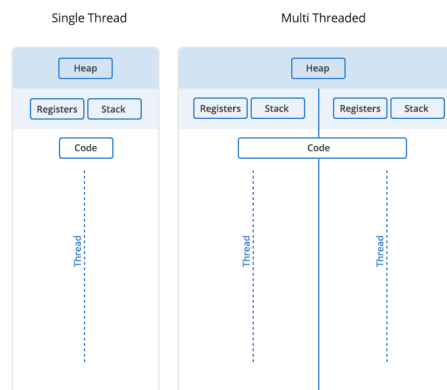 Single Thread
Multi Threaded
Heap
Heap
Registers Stack
Registers Stack
Registers Stack
Code
Code
Thread
Thread
Thread